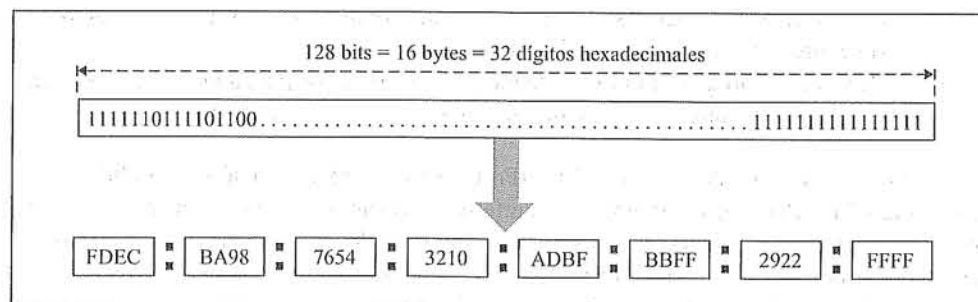 128 bits = 16 bytes = 32 dígitos hexadecimales
1111110111101100. . . . . . . . . . . . . . . . . . . . . . . . . . . . . . . . . . . . . . . . . . . . . .1111111111111111
FDEC : BA98 : 7654 : 3210 : ADBF : BBFF : 2922 : FFFF